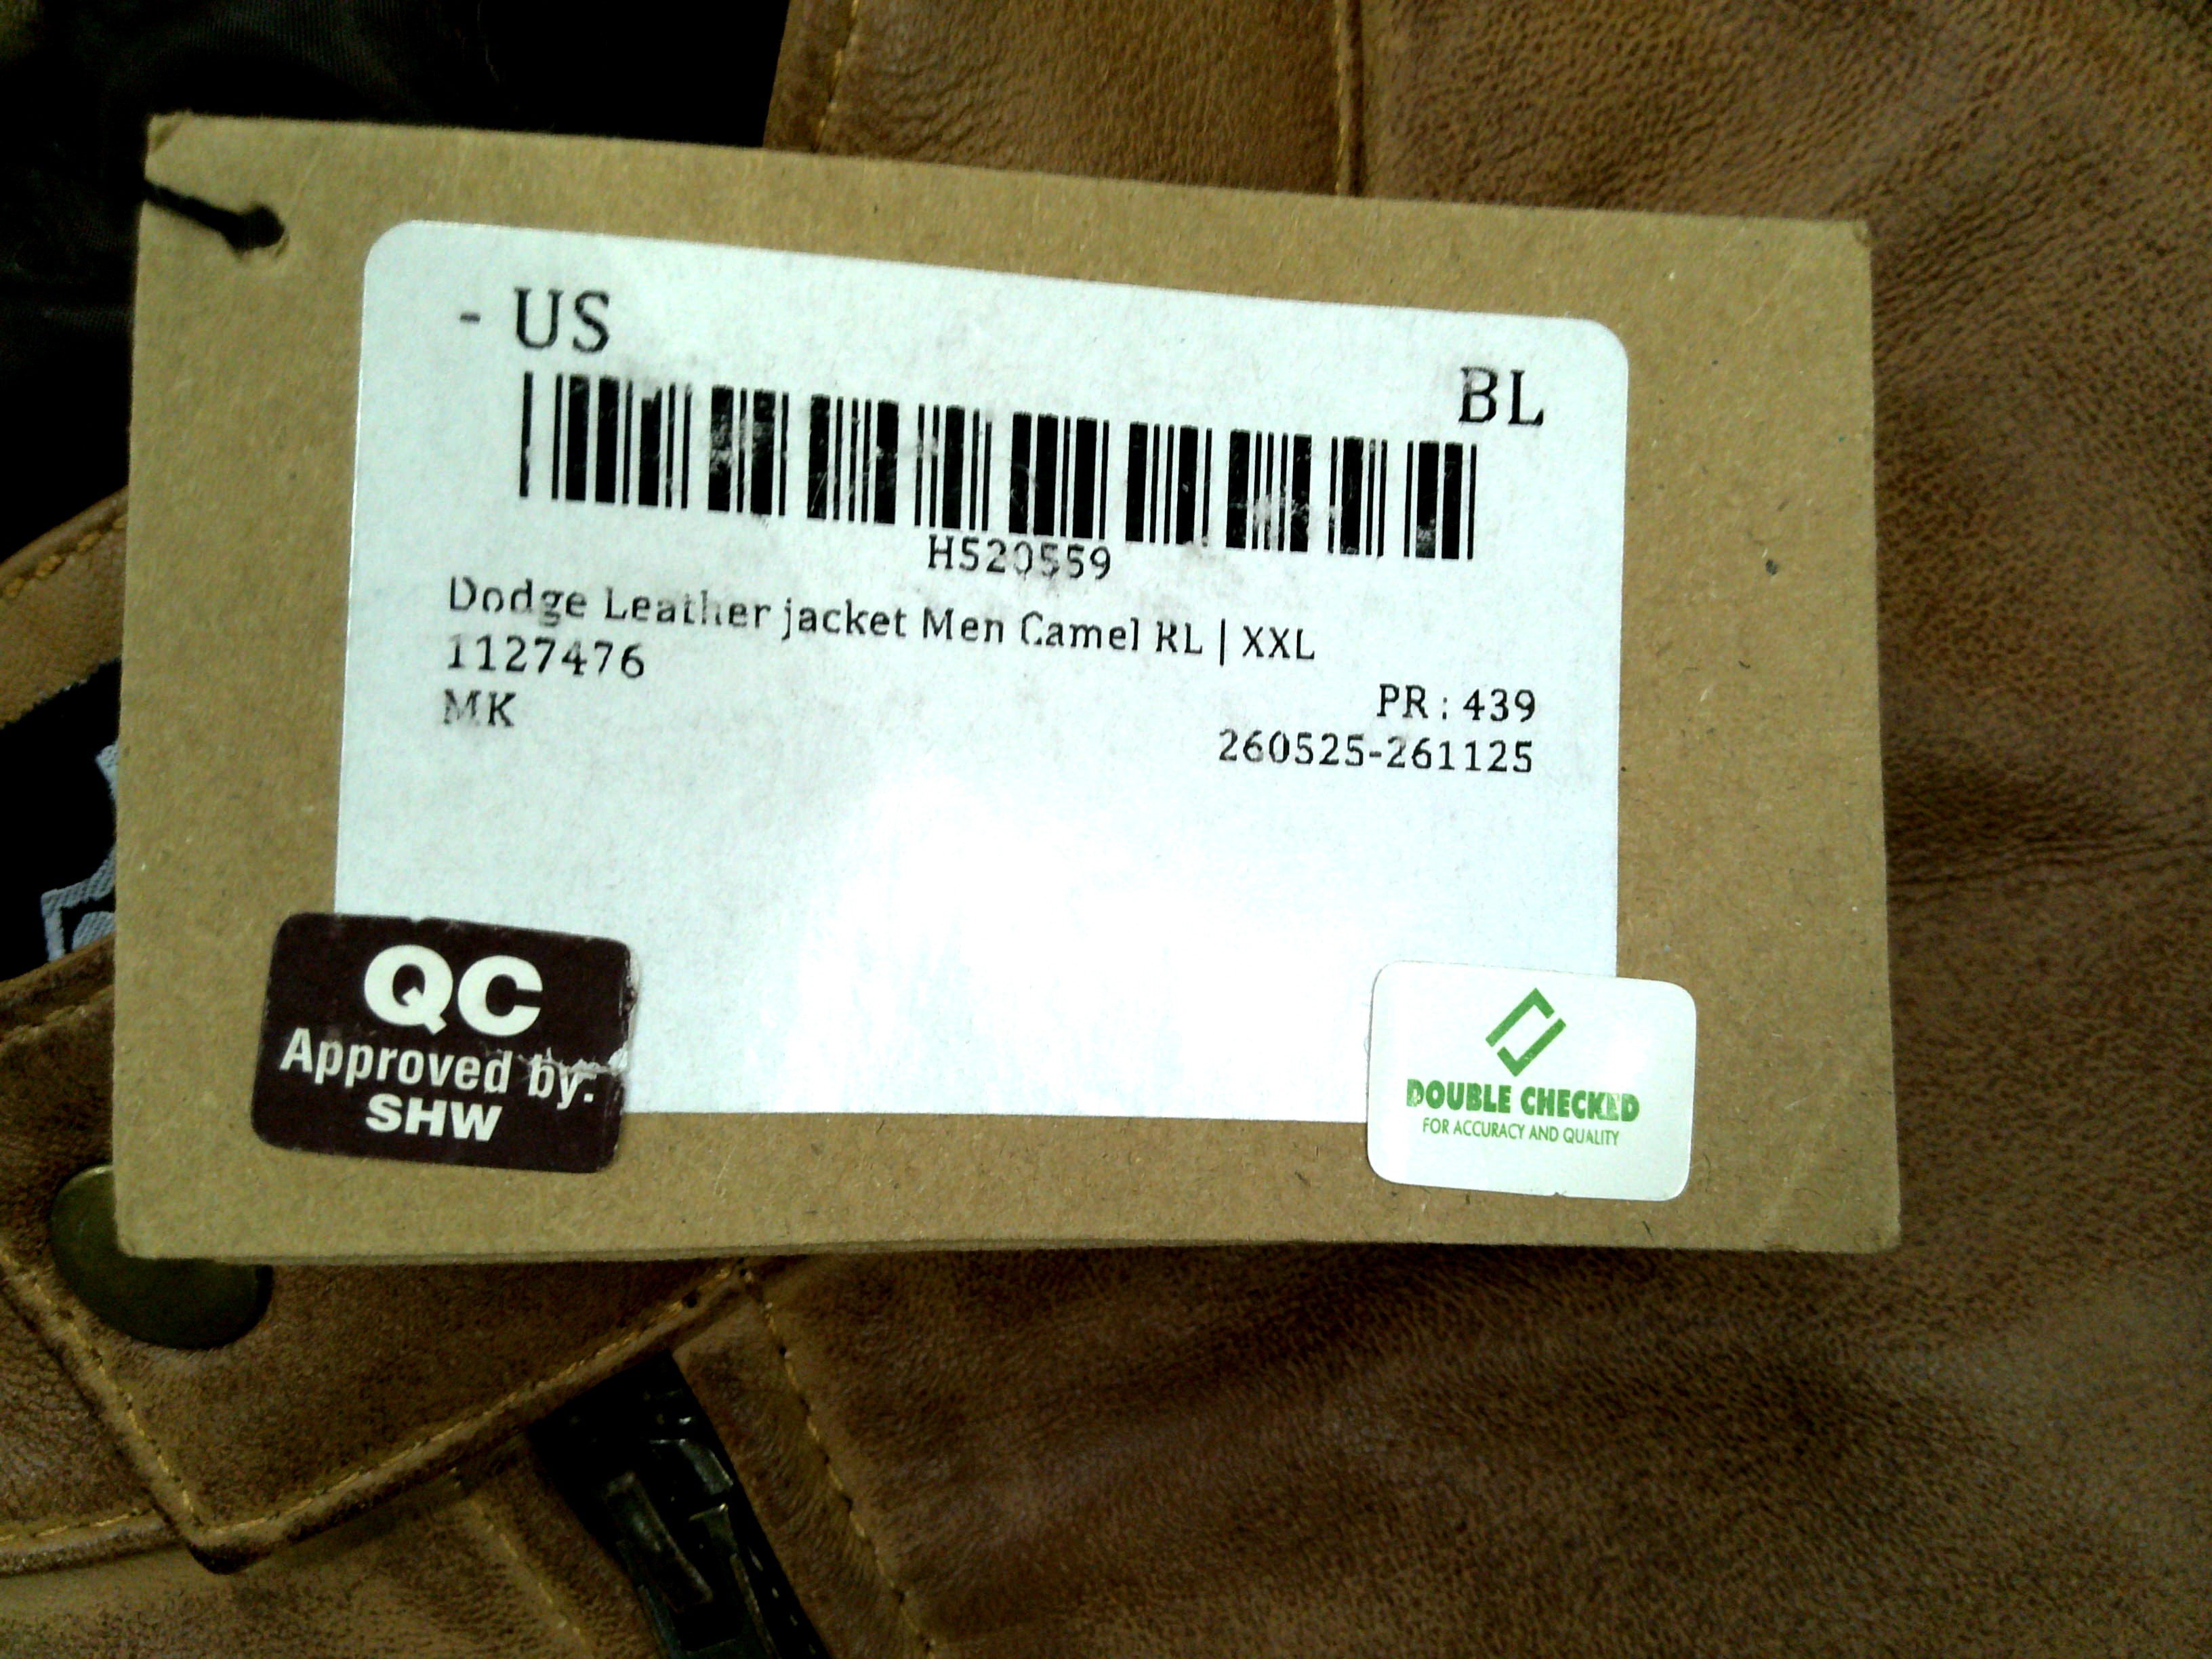 - US
BL
H520559
Dodge Leather jacket Men Camel RL | XXL
1127476
PR : 439
MK
260525-261125
QC
Approved by:
SHW
DOUBLE CHECKED
FOR ACCURACY AND QUALITY